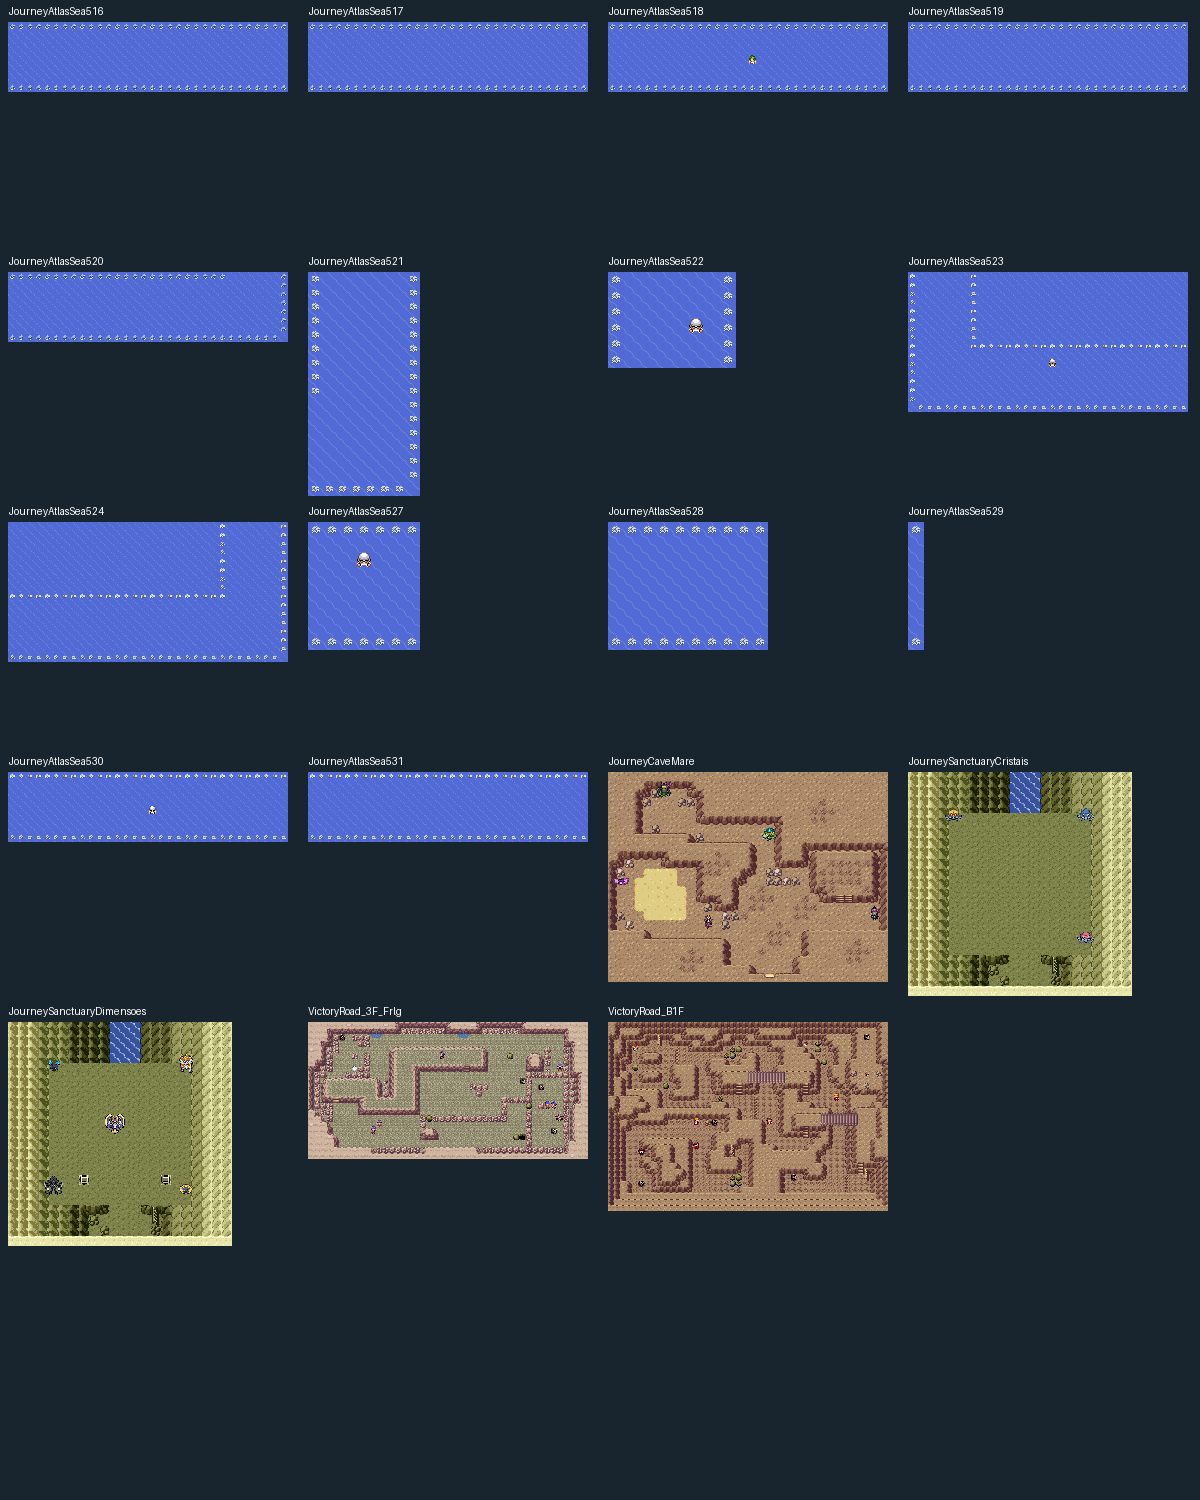 JourneyAtlasSea516
JourneyAtlasSea517
JourneyAtlasSea518
JourneyAtlasSea519
JourneyAtlasSea520
JourneyAtlasSea521
JourneyAtlasSea522
JourneyAtlasSea523
JourneyAtlasSea524
JourneyAtlasSea527
JourneyAtlasSea528
JourneyAtlasSea529
JourneyAtlasSea530
JourneyAtlasSea531
JourneyCaveMare
JourneySanctuaryCristais
JourneySanctuaryDimensoes
VictoryRoad_3F_Frlg
VictoryRoad_B1F